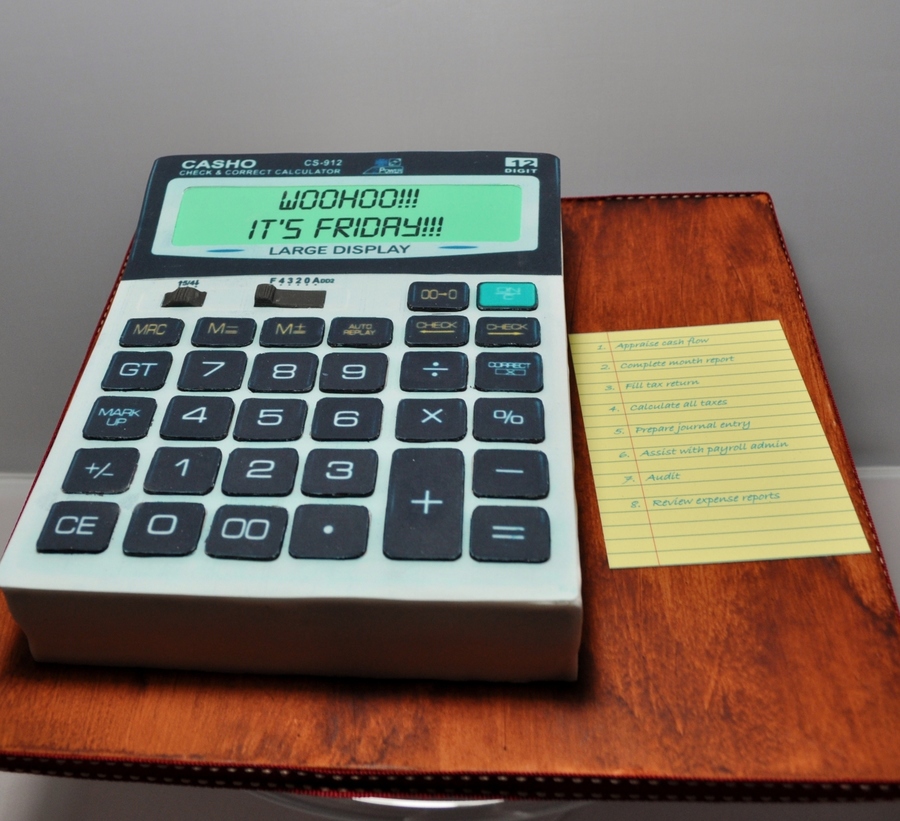 CASHO CS-912
CHECK & CORRECT CALCULATOR
12
DIGIT
WOOHOO!!!
IT'S FRIDAY!!!
LARGE DISPLAY
F 4 3 2 0 A
00→0
MRC M= M± AUTO REPLAY CHECK ← CHECK →
GT 7 8 9 ÷ CORRECT
MARK UP 4 5 6 X %
+/- 1 2 3 + −
CE 0 00 . =
1. Appraise cash flow
2. Complete month report
3. Fill tax return
4. Calculate all taxes
5. Prepare journal entry
6. Assist with payroll admin
7. Audit
8. Review expense reports